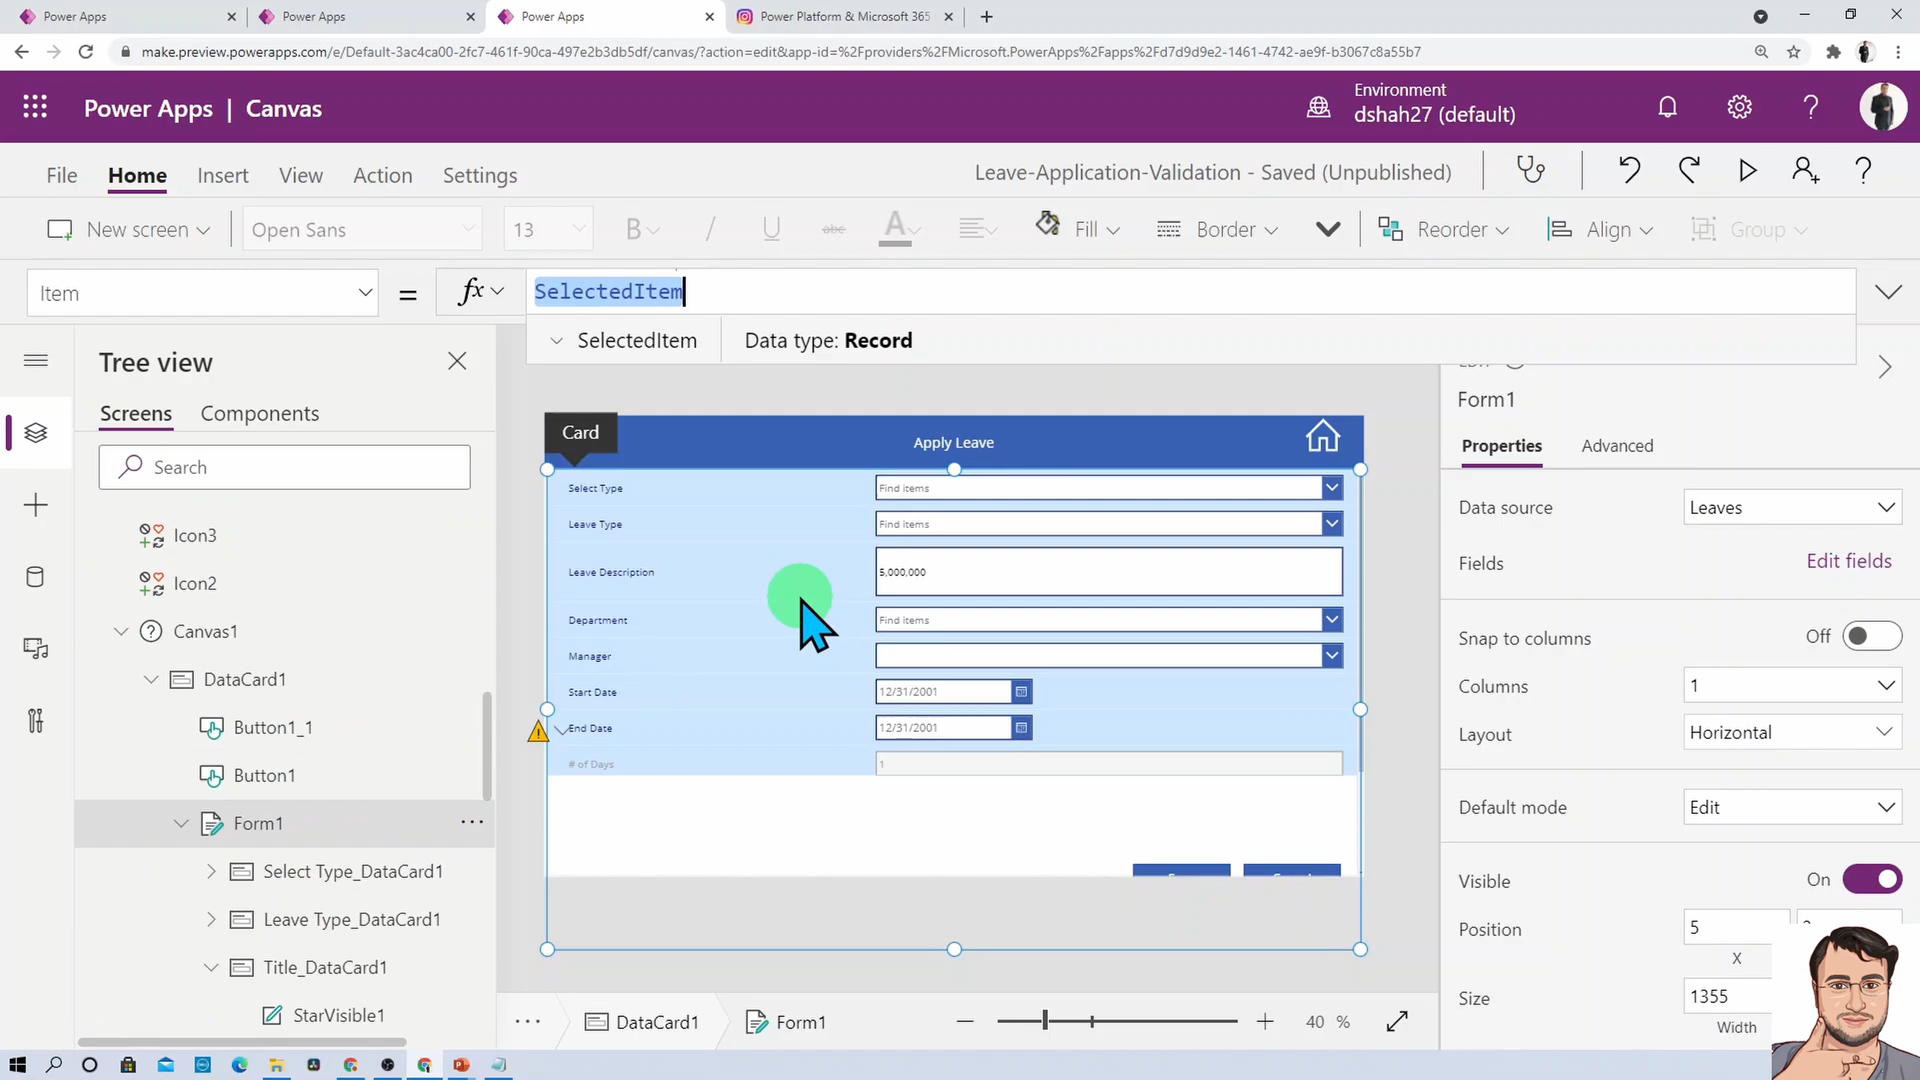 Power Apps
Power Apps
Power Apps
Power Platform & Microsoft 365
make.preview.powerapps.com/e/Default-3ac4ca00-2fc7-461f-90ca-497e2b3db5df/canvas/?action=edit&app-id=%2Fproviders%2FMicrosoft.PowerApps%2Fapps%2Fd7d9d9e2-1461-4742-ae9f-b3067c8a55b7
Power Apps | Canvas
Environment
dshah27 (default)
File Home Insert View Action Settings
Leave-Application-Validation - Saved (Unpublished)
New screen Open Sans 13 B / U abc A Fill Border Reorder Align Group
Item = fx SelectedItem
SelectedItem Data type: Record
Tree view
Screens Components
Search
Icon3
Icon2
Canvas1
DataCard1
Button1_1
Button1
Form1
Select Type_DataCard1
Leave Type_DataCard1
Title_DataCard1
StarVisible1
Card
Apply Leave
Select Type Find items
Leave Type Find items
Leave Description 5,000,000
Department Find items
Manager
Start Date 12/31/2001
End Date 12/31/2001
# of Days 1
DataCard1 Form1 40 %
Form1
Properties Advanced
Data source Leaves
Fields Edit fields
Snap to columns Off
Columns 1
Layout Horizontal
Default mode Edit
Visible On
Position 5
X
Size 1355
Width